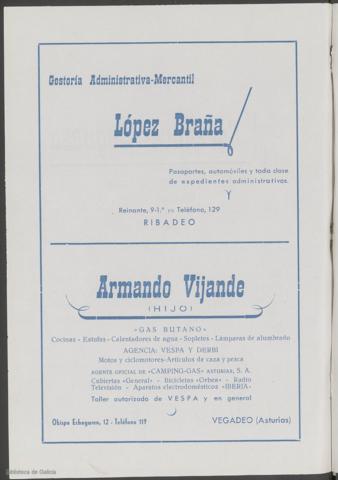 Gestoría Administrativa-Mercantil
López Braña
Pasaportes, automóviles y toda clase
de expedientes administrativos.
Reinante, 9-1.º Teléfono, 129
RIBADEO
Armando Vijande
(HIJO)
«GAS BUTANO»
Cocinas - Estufas - Calentadores de agua - Sopletes - Lámparas de alumbraño
AGENCIA: VESPA Y DERBI
Motos y ciclomotores-Artículos de caza y pesca
AGENTE OFICIAL DE «CAMPING-GAS» ASTURIAS, S. A.
Cubiertas «General» - Bicicletas «Orbea» - Radio
Televisión - Aparatos electrodomésticos «IBERIA»
Taller autorizado de VESPA y en general
Obispo Echegaren, 12 - Teléfono 119
VEGADEO (Asturias)
Biblioteca de Galicia